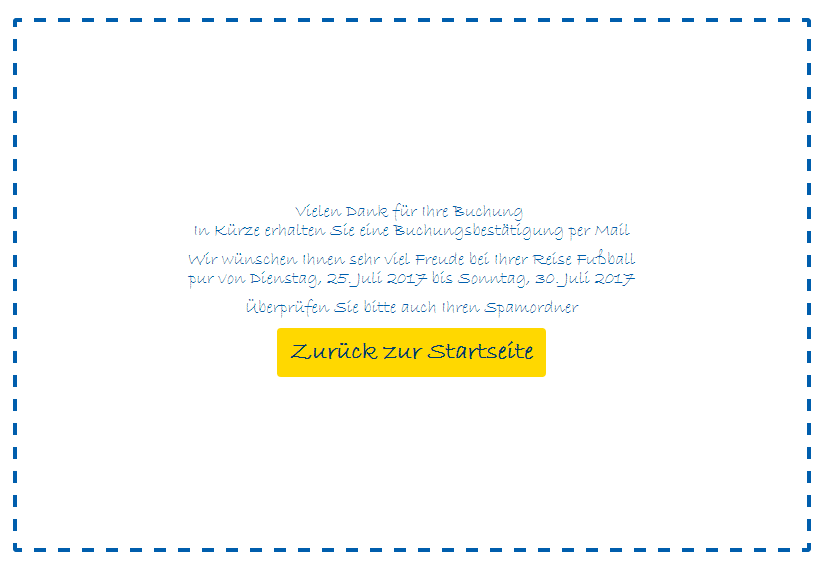 Vielen Dank für Ihre Buchung
In Kürze erhalten Sie eine Buchungsbestätigung per Mail
Wir wünschen Ihnen sehr viel Freude bei Ihrer Reise Fußball
pur von Dienstag, 25. Juli 2017 bis Sonntag, 30. Juli 2017
Überprüfen Sie bitte auch Ihren Spamordner
Zurück zur Startseite